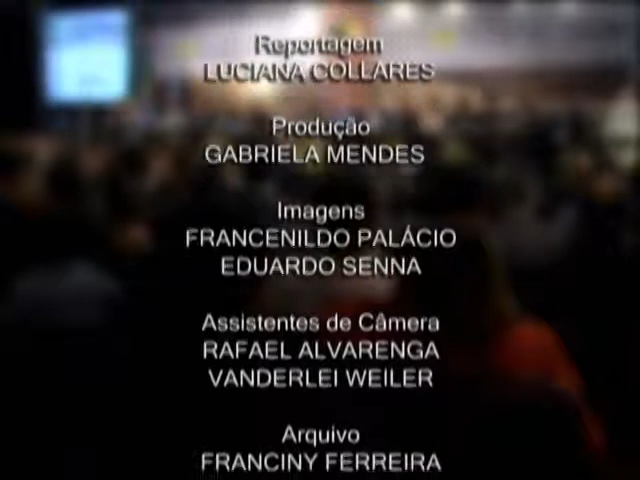 Reportagem
LUCIANA COLLARES
Produção
GABRIELA MENDES
Imagens
FRANCENILDO PALÁCIO
EDUARDO SENNA
Assistentes de Câmera
RAFAEL ALVARENGA
VANDERLEI WEILER
Arquivo
FRANCINY FERREIRA